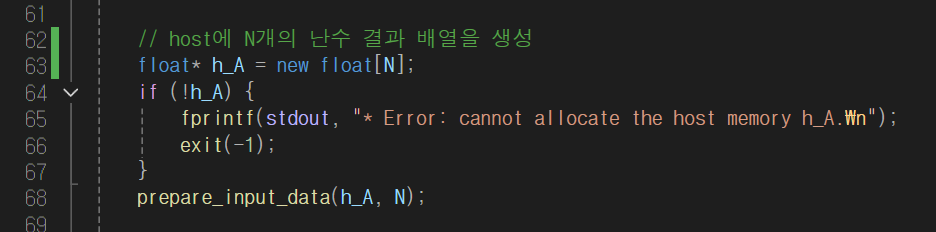 61
62 // host에 N개의 난수 결과 배열을 생성
63 float* h_A = new float[N];
64 if (!h_A) {
65 fprintf(stdout, "* Error: cannot allocate the host memory h_A.₩n");
66 exit(-1);
67 }
68 prepare_input_data(h_A, N);
69